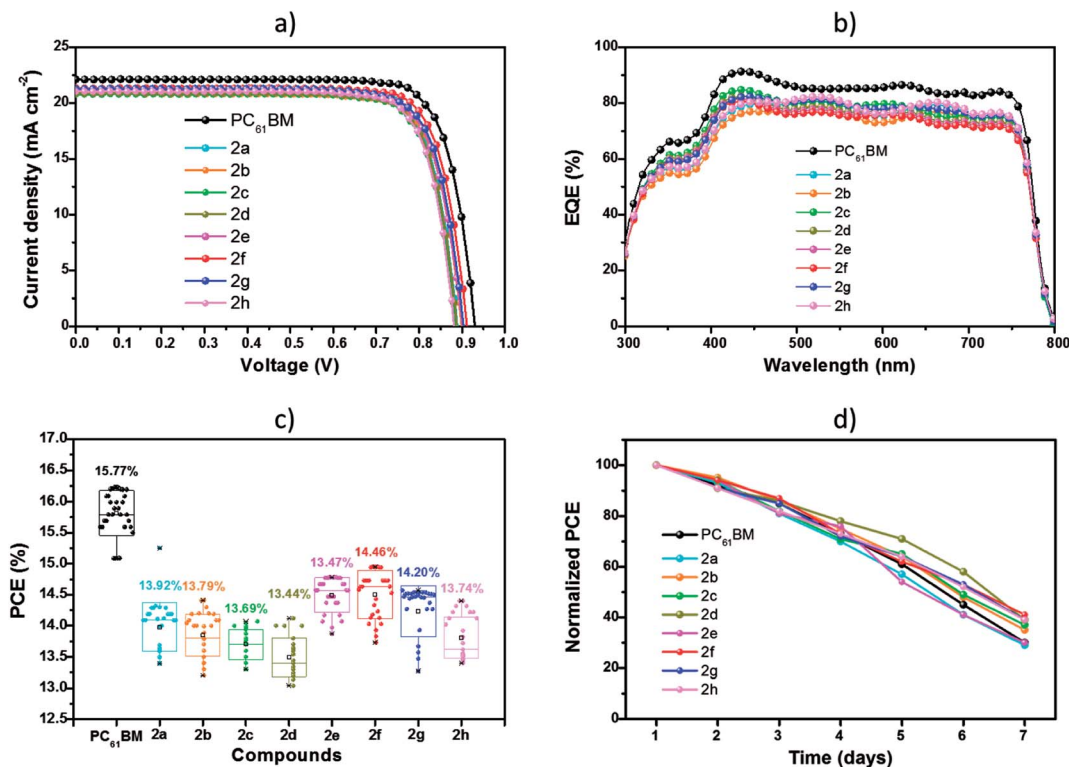 a)
25
20
15
10
5
0
Current density (mA cm⁻²)
PC₆₁BM
2a
2b
2c
2d
2e
2f
2g
2h
0.0 0.1 0.2 0.3 0.4 0.5 0.6 0.7 0.8 0.9 1.0
Voltage (V)
b)
100
80
60
40
20
0
EQE (%)
PC₆₁BM
2a
2b
2c
2d
2e
2f
2g
2h
300 400 500 600 700 800
Wavelength (nm)
c)
17.0
16.5
16.0
15.5
15.0
14.5
14.0
13.5
13.0
12.5
PCE (%)
15.77%
13.92%
13.79%
13.69%
13.44%
13.47%
14.46%
14.20%
13.74%
PC₆₁BM 2a 2b 2c 2d 2e 2f 2g 2h
Compounds
d)
100
80
60
40
20
0
Normalized PCE
PC₆₁BM
2a
2b
2c
2d
2e
2f
2g
2h
1 2 3 4 5 6 7
Time (days)